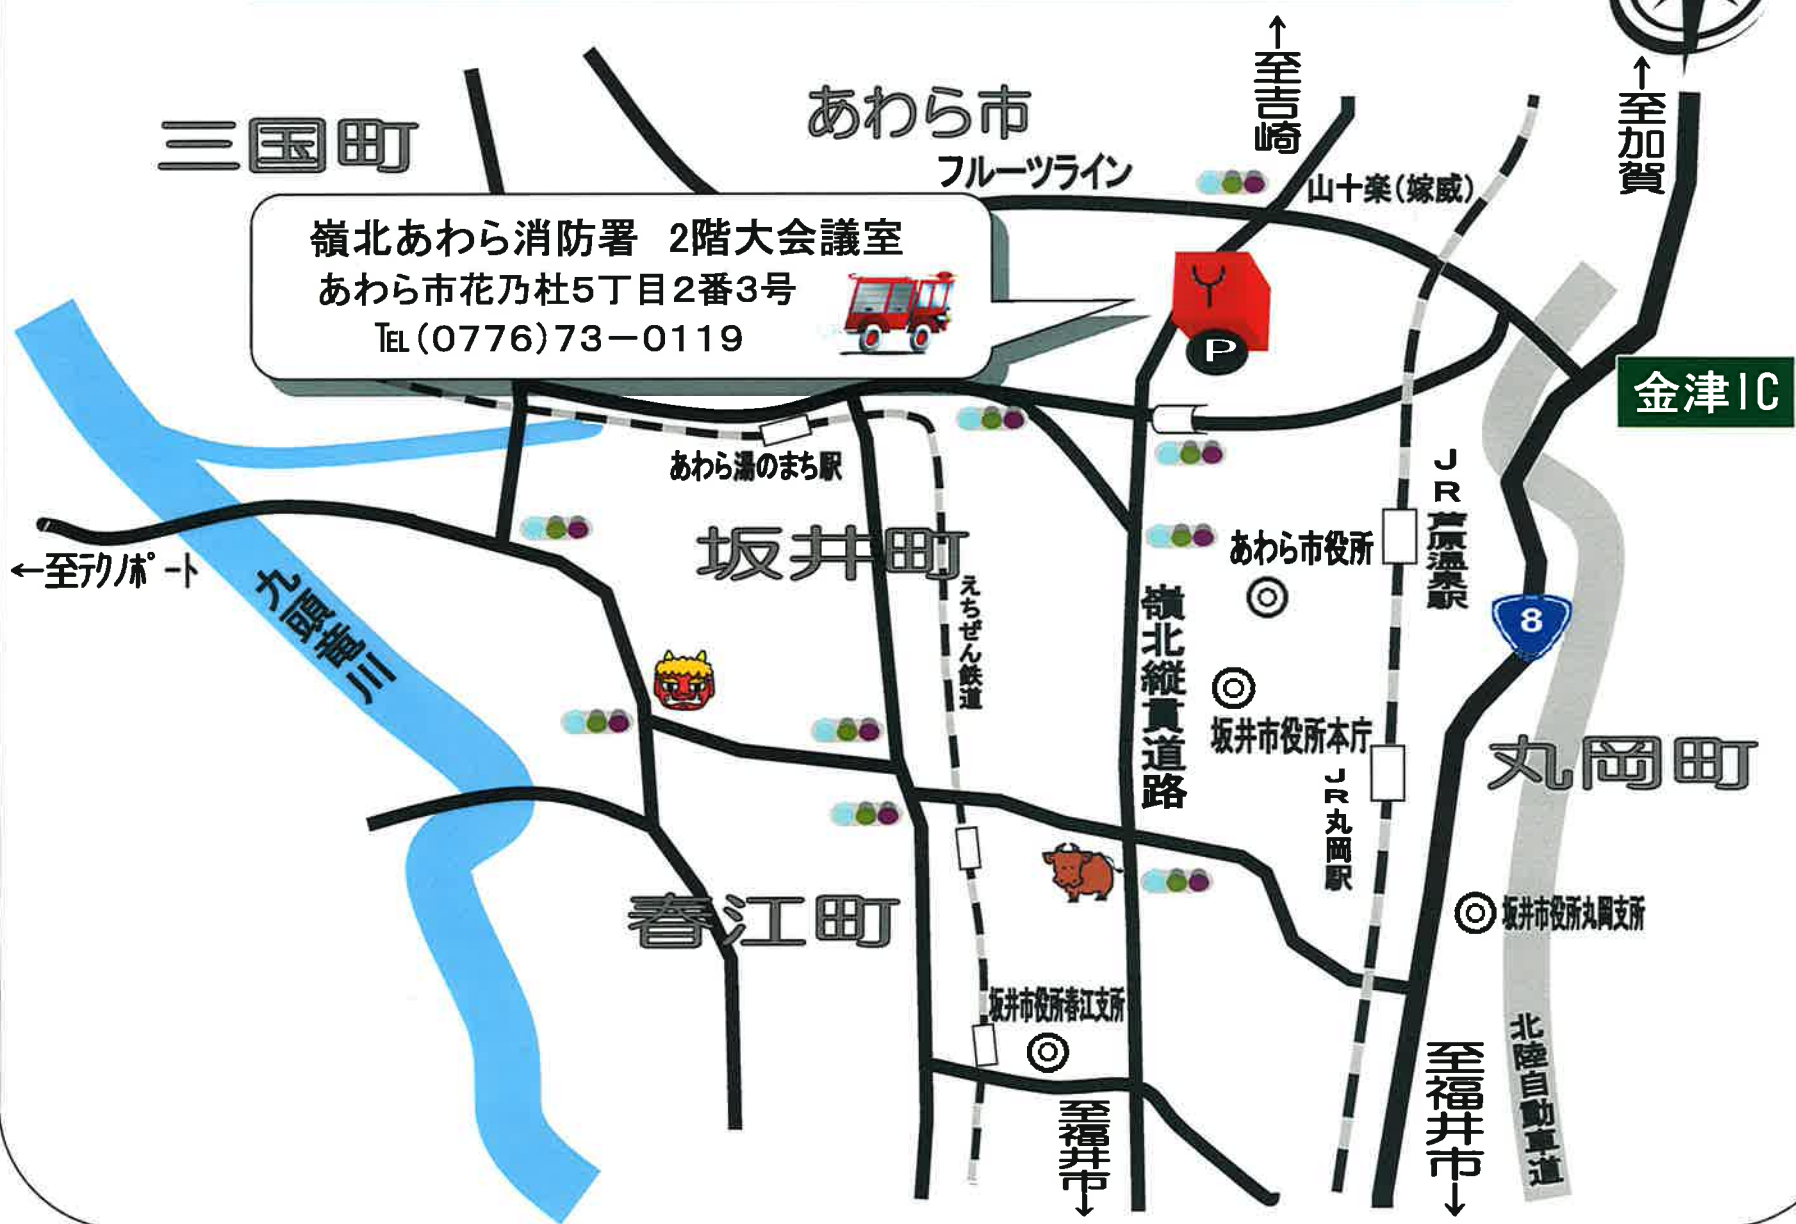 ↑至吉崎
↑至加賀
あわら市
三国町
フルーツライン
山十楽(嫁威)
嶺北あわら消防署 2階大会議室
あわら市花乃杜5丁目2番3号
℡(0776)73-0119
P
金津IC
あわら湯のまち駅
JR芦原温泉駅
坂井町
あわら市役所
←至テクノポート
九頭竜川
えちぜん鉄道
嶺北縦貫道路
8
坂井市役所本庁
丸岡町
JR丸岡駅
春江町
坂井市役所丸岡支所
坂井市役所春江支所
北陸自動車道
至福井市↓
至福井市↓